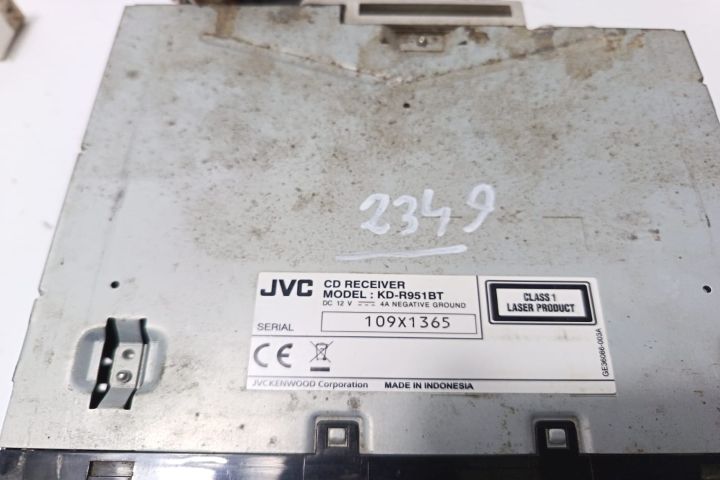 2349
JVC
CD RECEIVER
MODEL : KD-R951BT
DC 12 V ⎓ 4A NEGATIVE GROUND
SERIAL
109X1365
CE
JVCKENWOOD Corporation
MADE IN INDONESIA
CLASS 1
LASER PRODUCT
GE36086-003A